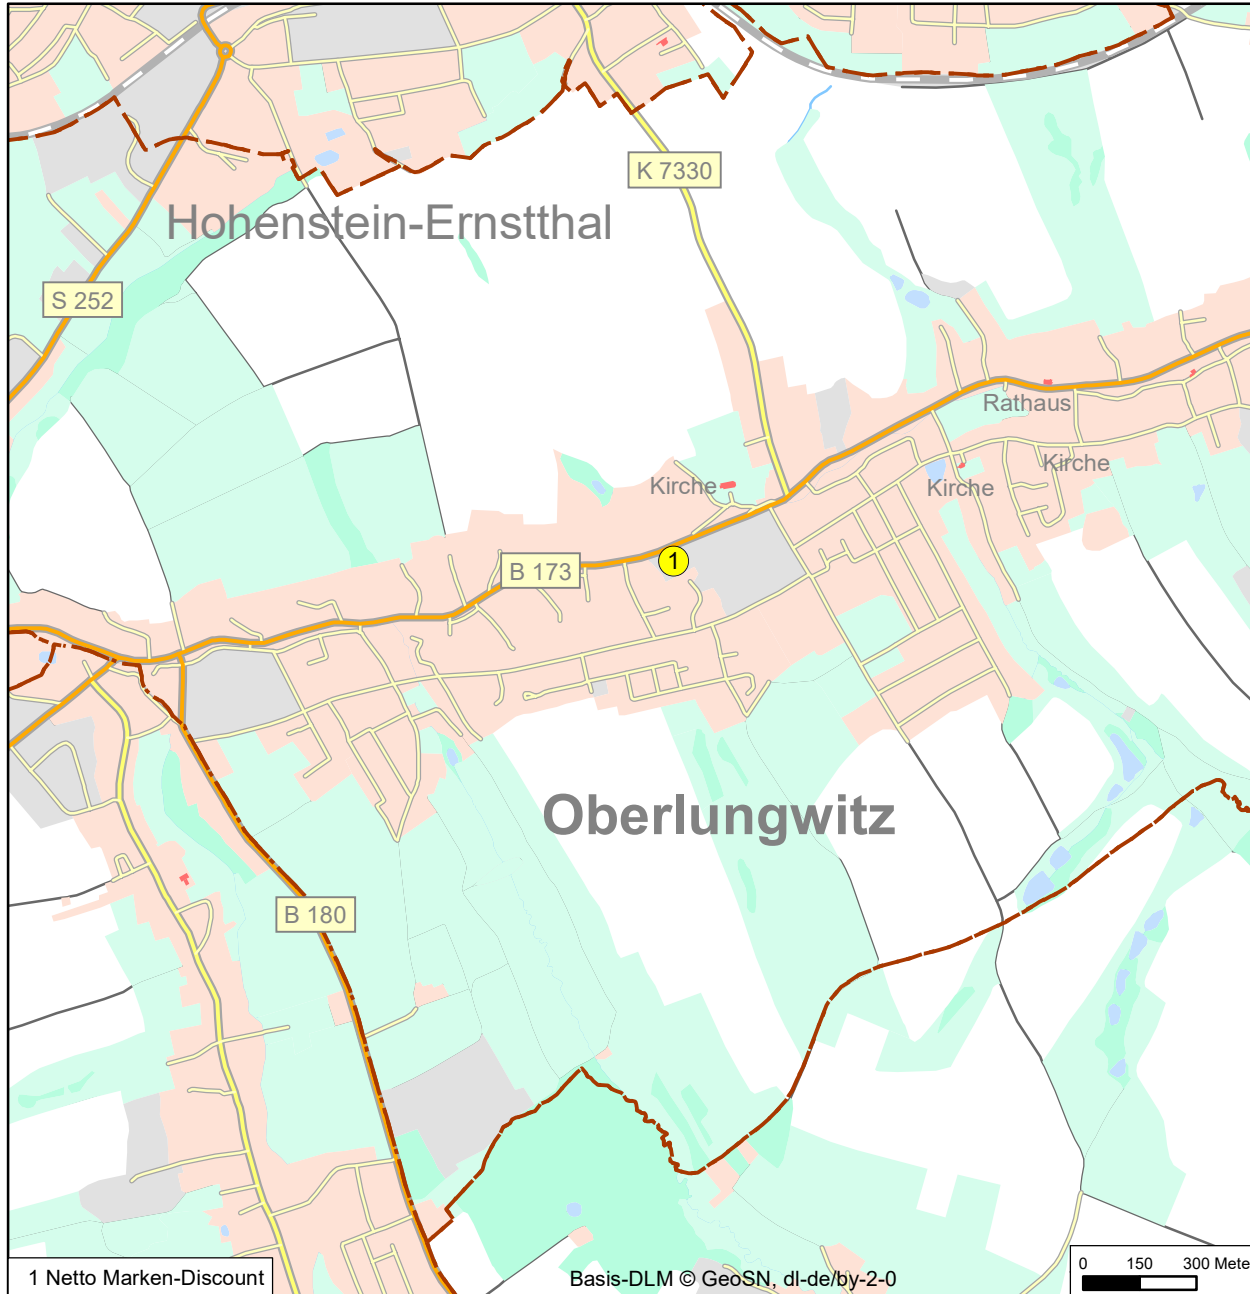 K 7330
Hohenstein-Ernstthal
S 252
Rathaus
Kirche
Kirche
Kirche
1
B 173
Oberlungwitz
B 180
1 Netto Marken-Discount
Basis-DLM © GeoSN, dl-de/by-2-0
0 150 300 Mete